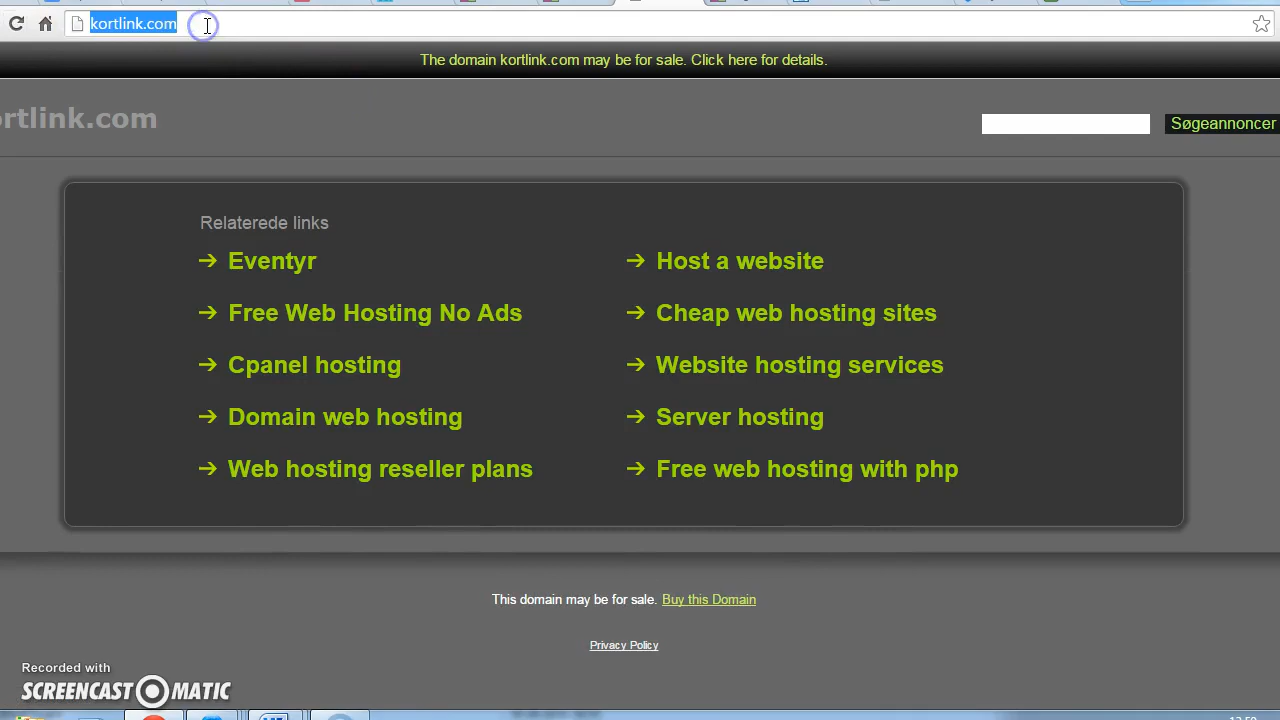 kortlink.com
The domain kortlink.com may be for sale. Click here for details.
ortlink.com
Søgeannoncer
Relaterede links
→ Eventyr
→ Host a website
→ Free Web Hosting No Ads
→ Cheap web hosting sites
→ Cpanel hosting
→ Website hosting services
→ Domain web hosting
→ Server hosting
→ Web hosting reseller plans
→ Free web hosting with php
This domain may be for sale. Buy this Domain
Privacy Policy
Recorded with
SCREENCAST O MATIC